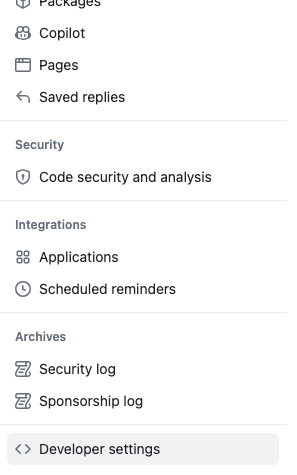 Packages
Copilot
Pages
Saved replies
Security
Code security and analysis
Integrations
Applications
Scheduled reminders
Archives
Security log
Sponsorship log
Developer settings